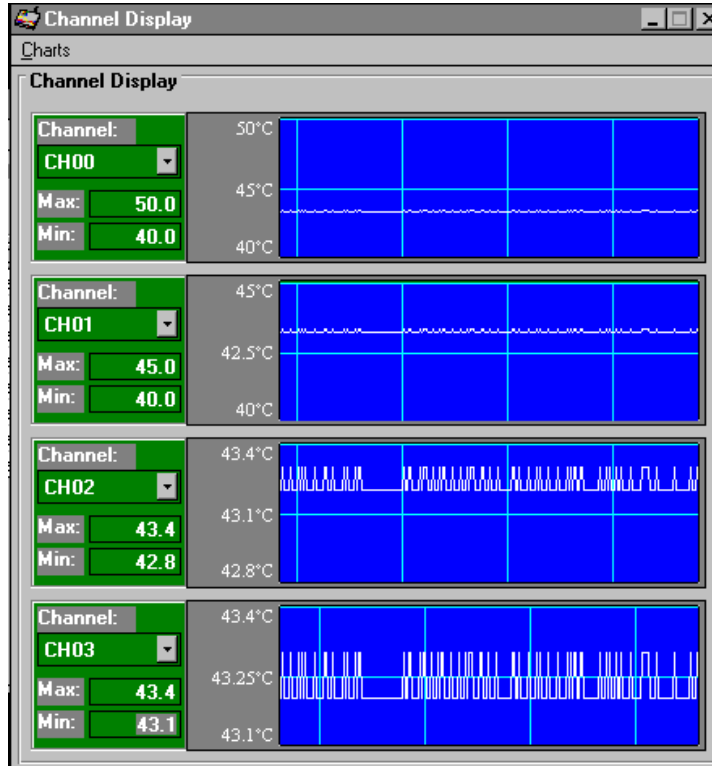 Channel Display
Charts
Channel Display
Channel:
CH00
Max: 50.0
Min: 40.0
50°C
45°C
40°C
Channel:
CH01
Max: 45.0
Min: 40.0
45°C
42.5°C
40°C
Channel:
CH02
Max: 43.4
Min: 42.8
43.4°C
43.1°C
42.8°C
Channel:
CH03
Max: 43.4
Min: 43.1
43.4°C
43.25°C
43.1°C